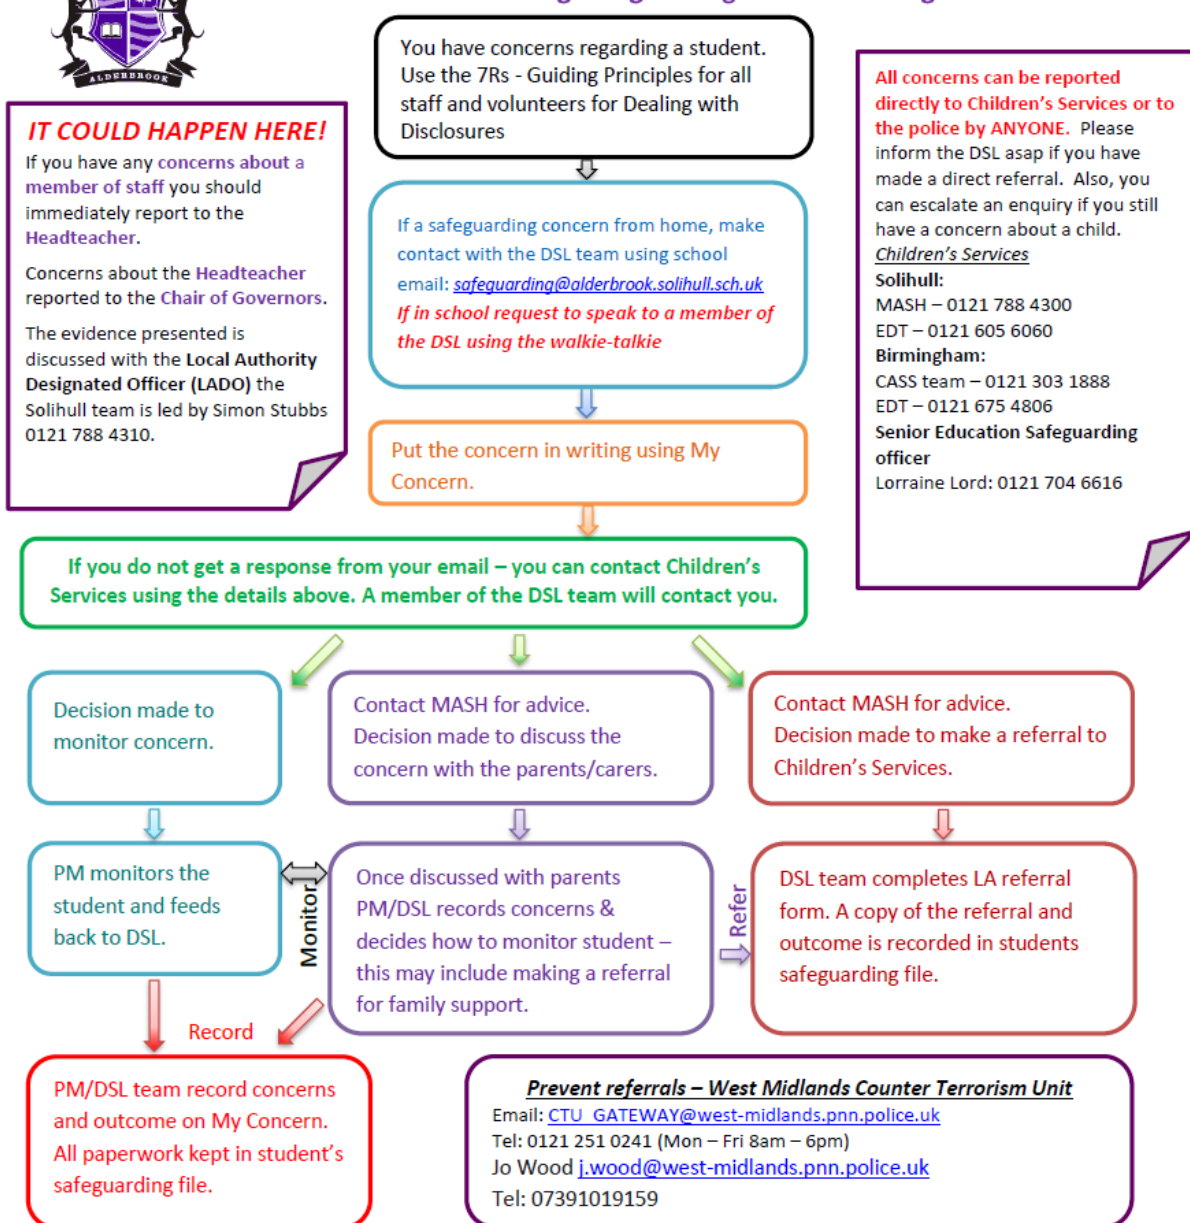 ALDERBROOK
You have concerns regarding a student.
Use the 7Rs - Guiding Principles for all
staff and volunteers for Dealing with
Disclosures
IT COULD HAPPEN HERE!
If you have any concerns about a
member of staff you should
immediately report to the
Headteacher.
Concerns about the Headteacher
reported to the Chair of Governors.
The evidence presented is
discussed with the Local Authority
Designated Officer (LADO) the
Solihull team is led by Simon Stubbs
0121 788 4310.
If a safeguarding concern from home, make
contact with the DSL team using school
email: safeguarding@alderbrook.solihull.sch.uk
If in school request to speak to a member of
the DSL using the walkie-talkie
All concerns can be reported
directly to Children's Services or to
the police by ANYONE. Please
inform the DSL asap if you have
made a direct referral. Also, you
can escalate an enquiry if you still
have a concern about a child.
Children's Services
Solihull:
MASH – 0121 788 4300
EDT – 0121 605 6060
Birmingham:
CASS team – 0121 303 1888
EDT – 0121 675 4806
Senior Education Safeguarding
officer
Lorraine Lord: 0121 704 6616
Put the concern in writing using My
Concern.
If you do not get a response from your email – you can contact Children's
Services using the details above. A member of the DSL team will contact you.
Decision made to
monitor concern.
Contact MASH for advice.
Decision made to discuss the
concern with the parents/carers.
Contact MASH for advice.
Decision made to make a referral to
Children's Services.
PM monitors the
student and feeds
back to DSL.
Monitor
Once discussed with parents
PM/DSL records concerns &
decides how to monitor student –
this may include making a referral
for family support.
Refer
DSL team completes LA referral
form. A copy of the referral and
outcome is recorded in students
safeguarding file.
Record
PM/DSL team record concerns
and outcome on My Concern.
All paperwork kept in student's
safeguarding file.
Prevent referrals – West Midlands Counter Terrorism Unit
Email: CTU_GATEWAY@west-midlands.pnn.police.uk
Tel: 0121 251 0241 (Mon – Fri 8am – 6pm)
Jo Wood j.wood@west-midlands.pnn.police.uk
Tel: 07391019159